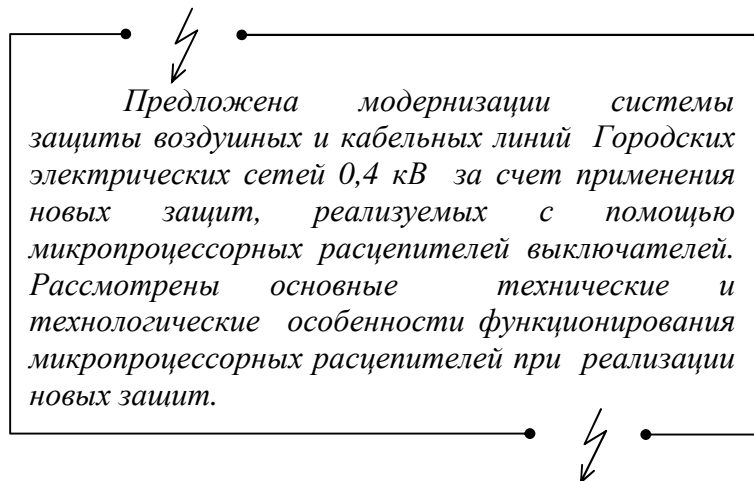 Предложена модернизации системы
защиты воздушных и кабельных линий Городских
электрических сетей 0,4 кВ за счет применения
новых защит, реализуемых с помощью
микропроцессорных расцепителей выключателей.
Рассмотрены основные технические и
технологические особенности функционирования
микропроцессорных расцепителей при реализации
новых защит.